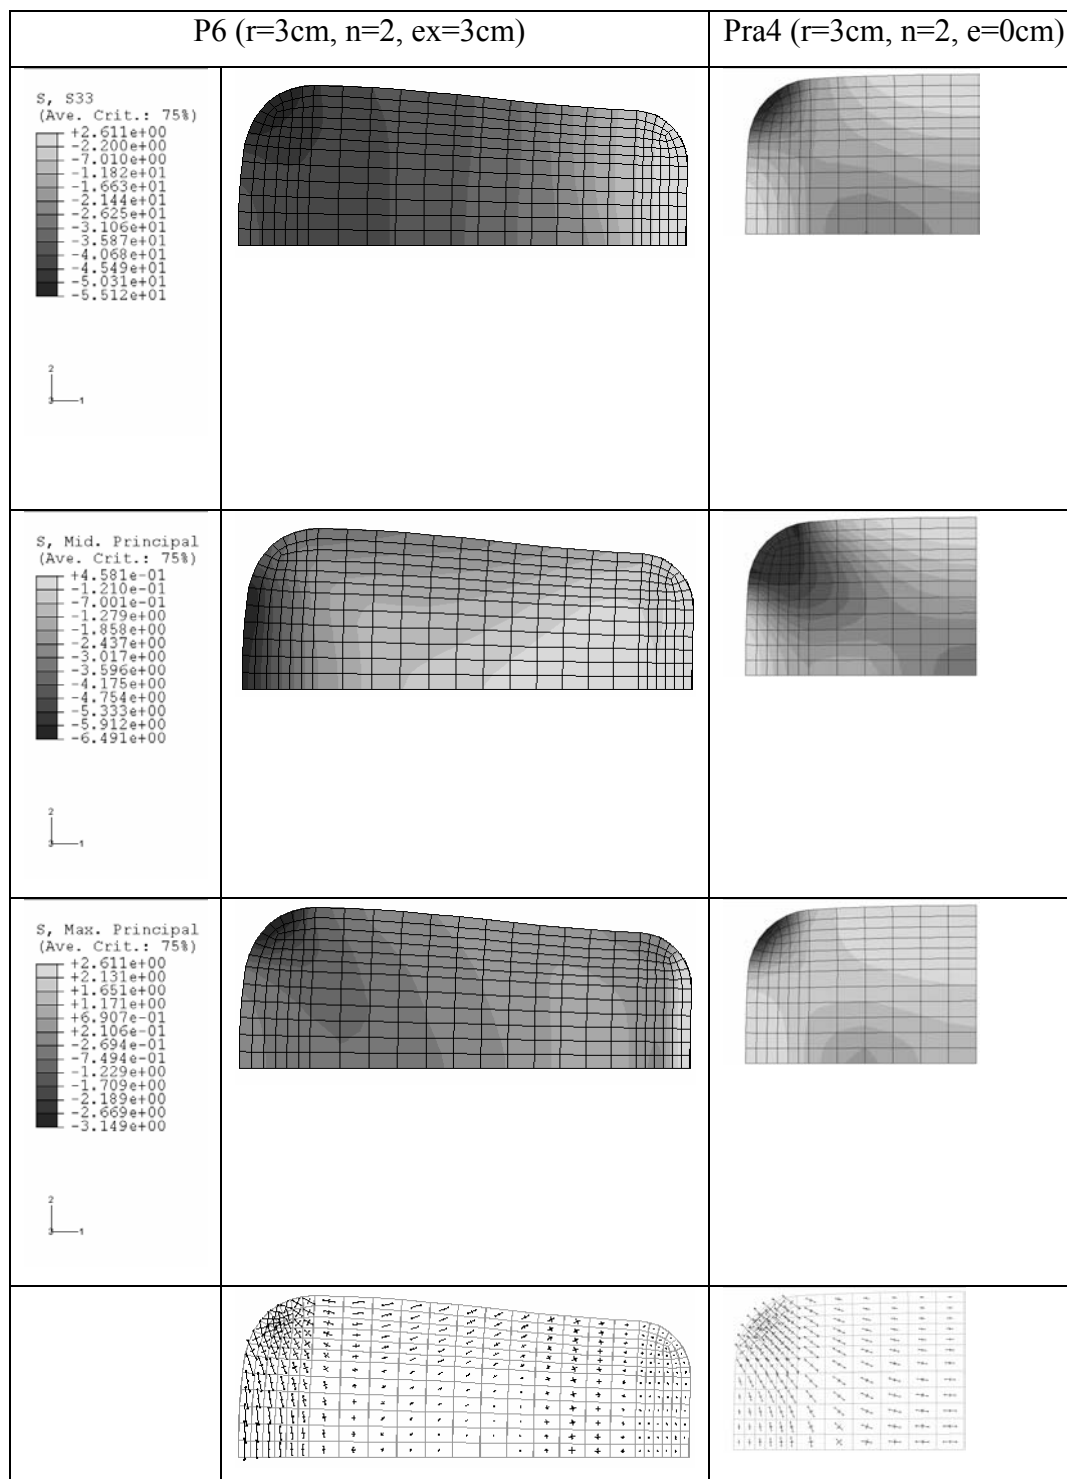 P6 (r=3cm, n=2, ex=3cm)
Pra4 (r=3cm, n=2, e=0cm)
S, S33
(Ave. Crit.: 75%)
+2.611e+00
-2.200e+00
-7.010e+00
-1.182e+01
-1.663e+01
-2.144e+01
-2.625e+01
-3.106e+01
-3.587e+01
-4.068e+01
-4.549e+01
-5.031e+01
-5.512e+01
2
3
1
S, Mid. Principal
(Ave. Crit.: 75%)
+4.581e-01
-1.210e-01
-7.001e-01
-1.279e+00
-1.858e+00
-2.437e+00
-3.017e+00
-3.596e+00
-4.175e+00
-4.754e+00
-5.333e+00
-5.912e+00
-6.491e+00
2
3
1
S, Max. Principal
(Ave. Crit.: 75%)
+2.611e+00
+2.131e+00
+1.651e+00
+1.171e+00
+6.907e-01
+2.106e-01
-2.694e-01
-7.494e-01
-1.229e+00
-1.709e+00
-2.189e+00
-2.669e+00
-3.149e+00
2
3
1